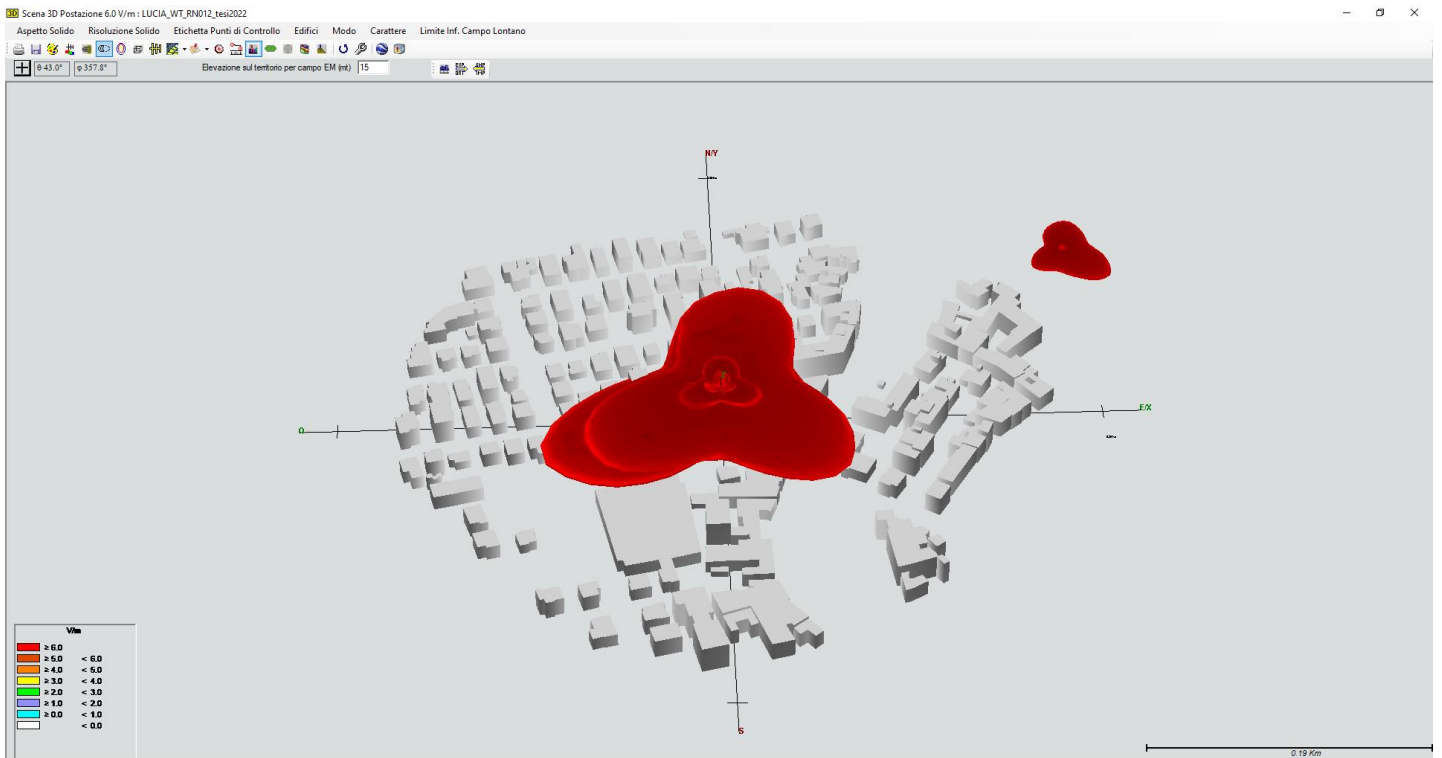 3D Scena 3D Postazione 6.0 V/m : LUCIA_WT_RN012_tesi2022
Aspetto Solido Risoluzione Solido Etichetta Punti di Controllo Edifici Modo Carattere Limite Inf. Campo Lontano
θ 43.0° φ 357.8° Elevazione sul territorio per campo EM (mt) 15
N/Y
E/X
O
S
V/m
≥ 6.0
≥ 5.0 < 6.0
≥ 4.0 < 5.0
≥ 3.0 < 4.0
≥ 2.0 < 3.0
≥ 1.0 < 2.0
≥ 0.0 < 1.0
< 0.0
0.19 Km